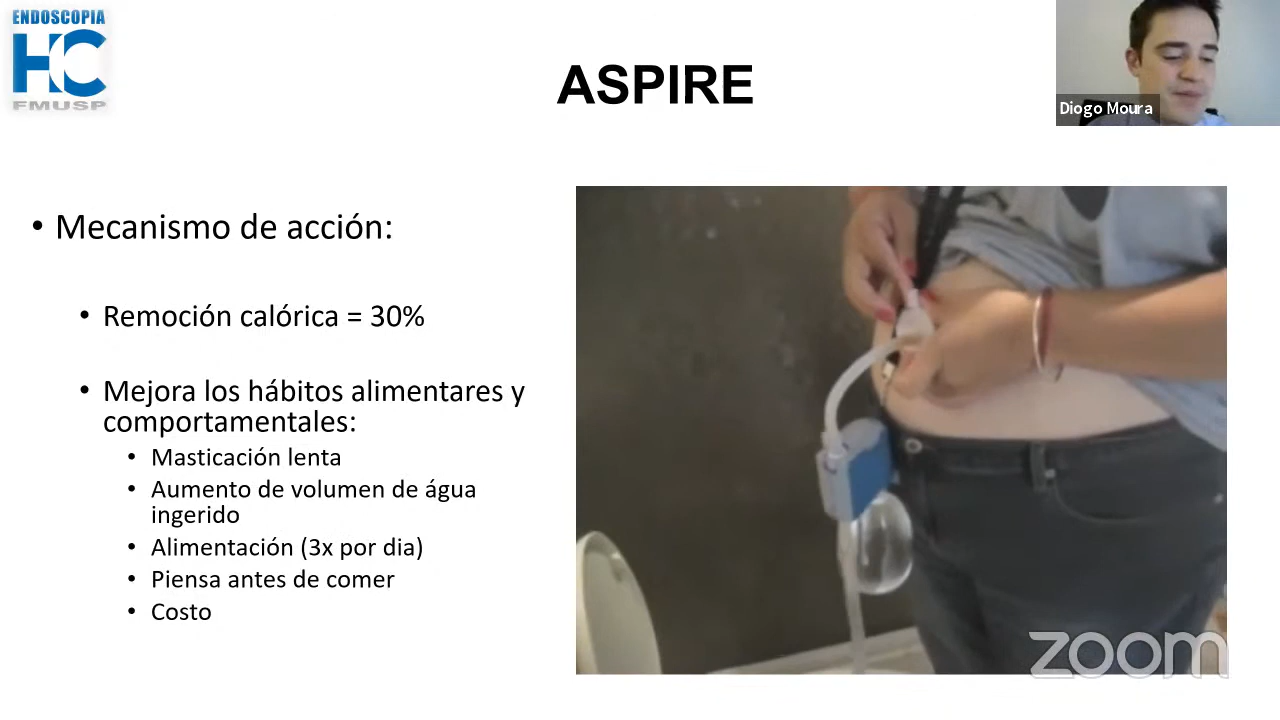 ENDOSCOPIA
HC
FMUSP
ASPIRE
Diogo Moura
• Mecanismo de acción:
• Remoción calórica = 30%
• Mejora los hábitos alimentares y
comportamentales:
• Masticación lenta
• Aumento de volumen de água
ingerido
• Alimentación (3x por dia)
• Piensa antes de comer
• Costo
zoom